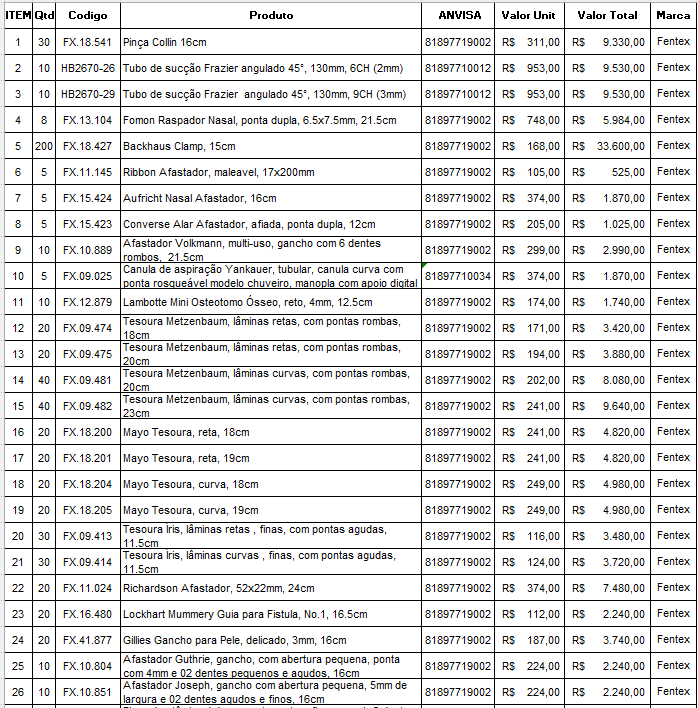 ITEM Qtd Codigo Produto ANVISA Valor Unit Valor Total Marca
1 30 FX.18.541 Pinça Collin 16cm 81897719002 R$ 311,00 R$ 9.330,00 Fentex
2 10 HB2670-26 Tubo de sucção Frazier angulado 45°, 130mm, 6CH (2mm) 81897710012 R$ 953,00 R$ 9.530,00 Fentex
3 10 HB2670-29 Tubo de sucção Frazier angulado 45°, 130mm, 9CH (3mm) 81897710012 R$ 953,00 R$ 9.530,00 Fentex
4 8 FX.13.104 Fomon Raspador Nasal, ponta dupla, 6.5x7.5mm, 21.5cm 81897719002 R$ 748,00 R$ 5.984,00 Fentex
5 200 FX.18.427 Backhaus Clamp, 15cm 81897719002 R$ 168,00 R$ 33.600,00 Fentex
6 5 FX.11.145 Ribbon Afastador, maleavel, 17x200mm 81897719002 R$ 105,00 R$ 525,00 Fentex
7 5 FX.15.424 Aufricht Nasal Afastador, 16cm 81897719002 R$ 374,00 R$ 1.870,00 Fentex
8 5 FX.15.423 Converse Alar Afastador, afiada, ponta dupla, 12cm 81897719002 R$ 205,00 R$ 1.025,00 Fentex
9 10 FX.10.889 Afastador Volkmann, multi-uso, gancho com 6 dentes
rombos, 21.5cm 81897719002 R$ 299,00 R$ 2.990,00 Fentex
10 5 FX.09.025 Canula de aspiração Yankauer, tubular, canula curva com
ponta rosqueável modelo chuveiro, manopla com apoio digital 81897710034 R$ 374,00 R$ 1.870,00 Fentex
11 10 FX.12.879 Lambotte Mini Osteotomo Ósseo, reto, 4mm, 12.5cm 81897719002 R$ 174,00 R$ 1.740,00 Fentex
12 20 FX.09.474 Tesoura Metzenbaum, lâminas retas, com pontas rombas,
18cm 81897719002 R$ 171,00 R$ 3.420,00 Fentex
13 20 FX.09.475 Tesoura Metzenbaum, lâminas retas, com pontas rombas,
20cm 81897719002 R$ 194,00 R$ 3.880,00 Fentex
14 40 FX.09.481 Tesoura Metzenbaum, lâminas curvas, com pontas rombas,
20cm 81897719002 R$ 202,00 R$ 8.080,00 Fentex
15 40 FX.09.482 Tesoura Metzenbaum, lâminas curvas, com pontas rombas,
23cm 81897719002 R$ 241,00 R$ 9.640,00 Fentex
16 20 FX.18.200 Mayo Tesoura, reta, 18cm 81897719002 R$ 241,00 R$ 4.820,00 Fentex
17 20 FX.18.201 Mayo Tesoura, reta, 19cm 81897719002 R$ 241,00 R$ 4.820,00 Fentex
18 20 FX.18.204 Mayo Tesoura, curva, 18cm 81897719002 R$ 249,00 R$ 4.980,00 Fentex
19 20 FX.18.205 Mayo Tesoura, curva, 19cm 81897719002 R$ 249,00 R$ 4.980,00 Fentex
20 30 FX.09.413 Tesoura Íris, lâminas retas , finas, com pontas agudas,
11.5cm 81897719002 R$ 116,00 R$ 3.480,00 Fentex
21 30 FX.09.414 Tesoura Íris, lâminas curvas , finas, com pontas agudas,
11.5cm 81897719002 R$ 124,00 R$ 3.720,00 Fentex
22 20 FX.11.024 Richardson Afastador, 52x22mm, 24cm 81897719002 R$ 374,00 R$ 7.480,00 Fentex
23 20 FX.16.480 Lockhart Mummery Guia para Fistula, No.1, 16.5cm 81897719002 R$ 112,00 R$ 2.240,00 Fentex
24 20 FX.41.877 Gillies Gancho para Pele, delicado, 3mm, 16cm 81897719002 R$ 187,00 R$ 3.740,00 Fentex
25 10 FX.10.804 Afastador Guthrie, gancho, com abertura pequena, ponta
com 4mm e 02 dentes pequenos e agudos, 16cm 81897719002 R$ 224,00 R$ 2.240,00 Fentex
26 10 FX.10.851 Afastador Joseph, gancho com abertura pequena, 5mm de
largura e 02 dentes agudos e finos, 16cm 81897719002 R$ 224,00 R$ 2.240,00 Fentex